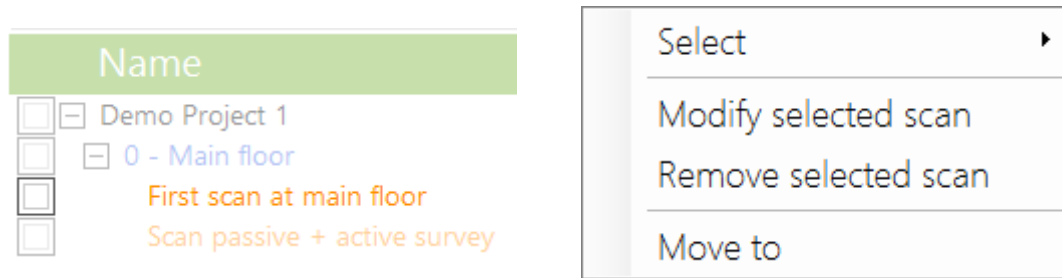 Name
Demo Project 1
0 - Main floor
First scan at main floor
Scan passive + active survey
Select
Modify selected scan
Remove selected scan
Move to